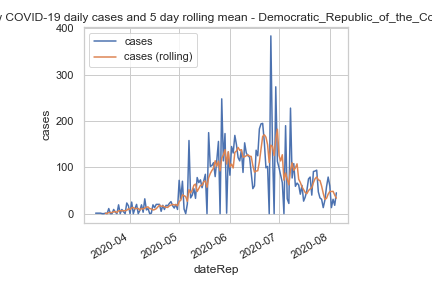 COVID-19 daily cases and 5 day rolling mean - Democratic_Republic_of_the_Co
cases
cases (rolling)
400
300
200
100
0
cases
2020-04
2020-05
2020-06
2020-07
2020-08
dateRep